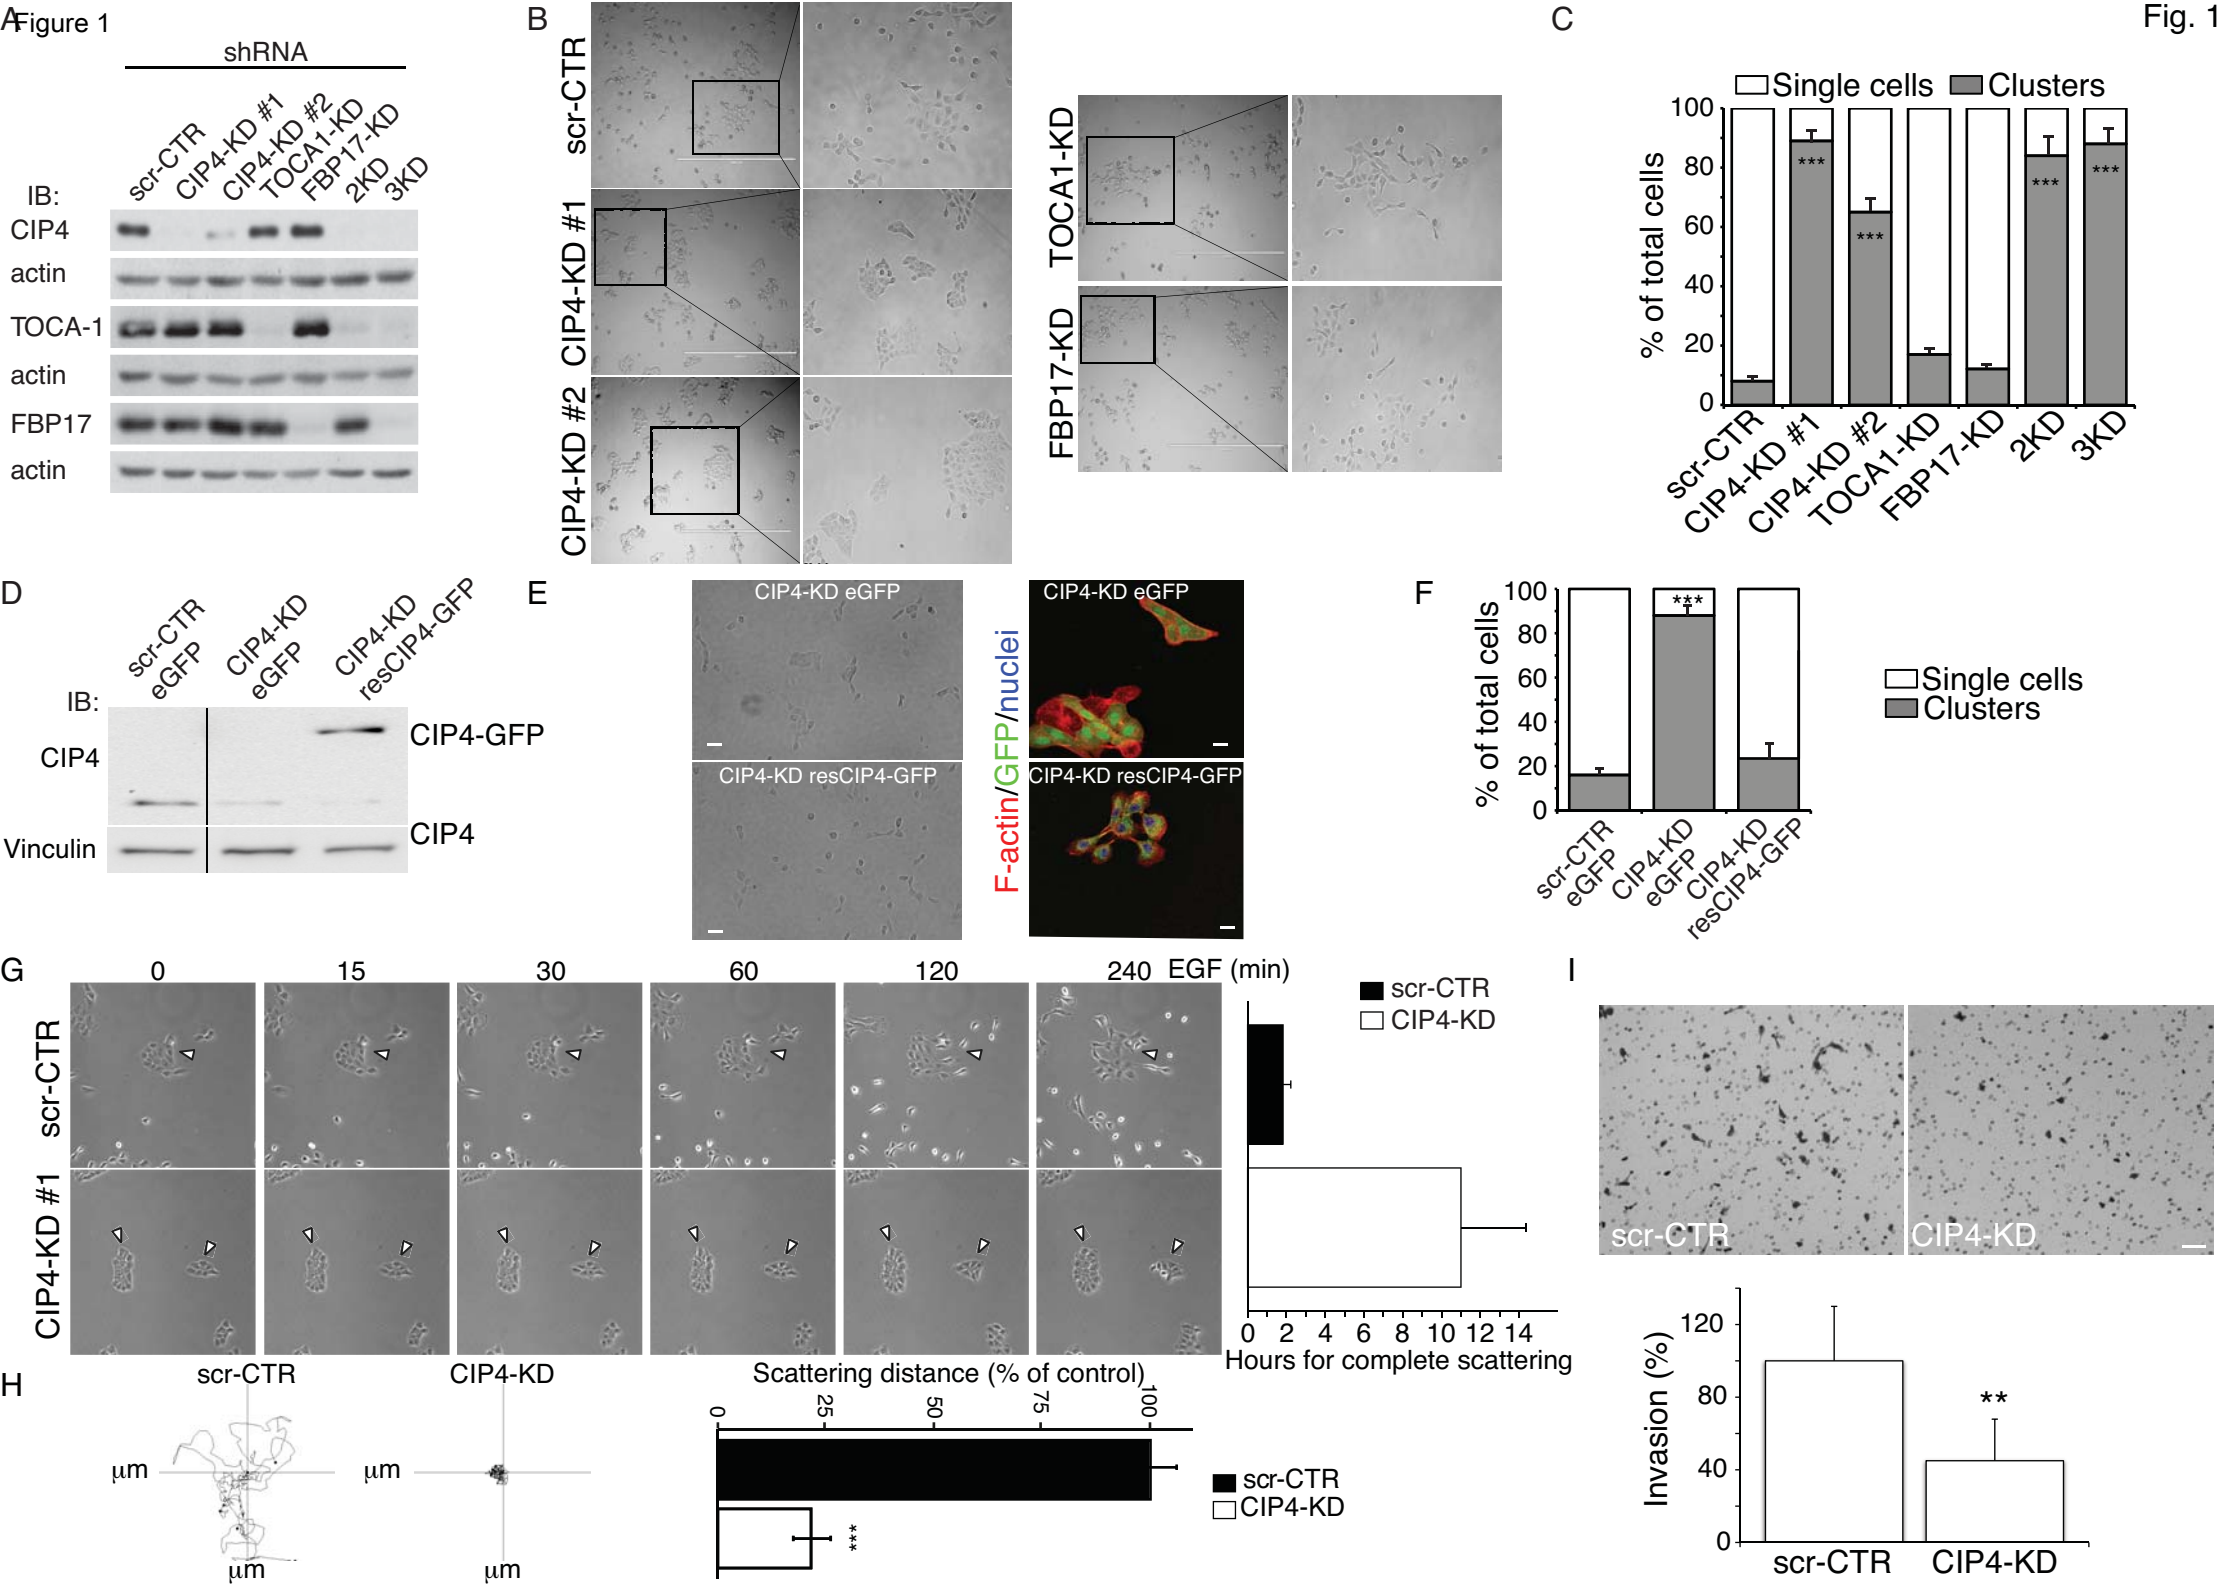 A
Figure 1
Fig. 1
shRNA
scr-CTR
CIP4-KD #1
CIP4-KD #2
TOCA1-KD
FBP17-KD
2KD
3KD
IB:
CIP4
actin
TOCA-1
actin
FBP17
actin
B
scr-CTR
CIP4-KD #1
CIP4-KD #2
TOCA1-KD
FBP17-KD
C
Single cells
Clusters
% of total cells
100
80
60
40
20
0
***
***
***
***
scr-CTR
CIP4-KD #1
CIP4-KD #2
TOCA1-KD
FBP17-KD
2KD
3KD
D
scr-CTR
eGFP
CIP4-KD
eGFP
CIP4-KD
resCIP4-GFP
IB:
CIP4
CIP4-GFP
CIP4
Vinculin
E
CIP4-KD eGFP
CIP4-KD resCIP4-GFP
F-actin/GFP/nuclei
CIP4-KD eGFP
CIP4-KD resCIP4-GFP
F
% of total cells
100
80
60
40
20
0
***
scr-CTR
eGFP
CIP4-KD
eGFP
CIP4-KD
resCIP4-GFP
Single cells
Clusters
G
0
15
30
60
120
240
EGF (min)
scr-CTR
CIP4-KD #1
scr-CTR
CIP4-KD
0 2 4 6 8 10 12 14
Hours for complete scattering
H
scr-CTR
μm
μm
CIP4-KD
μm
μm
Scattering distance (% of control)
0
25
50
75
100
***
scr-CTR
CIP4-KD
I
scr-CTR
CIP4-KD
Invasion (%)
120
80
40
0
**
scr-CTR
CIP4-KD